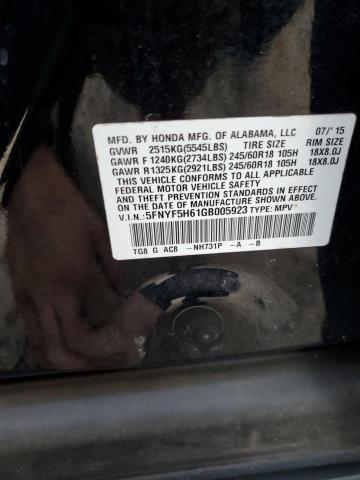 MFD. BY HONDA MFG. OF ALABAMA, LLC 07/'15
GVWR 2515KG(5545LBS) TIRE SIZE RIM SIZE
GAWR F 1240KG(2734LBS) 245/60R18 105H 18X8.0J
GAWR R 1325KG(2921LBS) 245/60R18 105H 18X8.0J
THIS VEHICLE CONFORMS TO ALL APPLICABLE
FEDERAL MOTOR VEHICLE SAFETY STANDARDS IN
EFFECT ON THE DATE OF MANUFACTURE SHOWN ABOVE.
V.I.N.: 5FNYF5H61GB005923 TYPE: MPV
TG8 G AC8 -NH731P -A -B